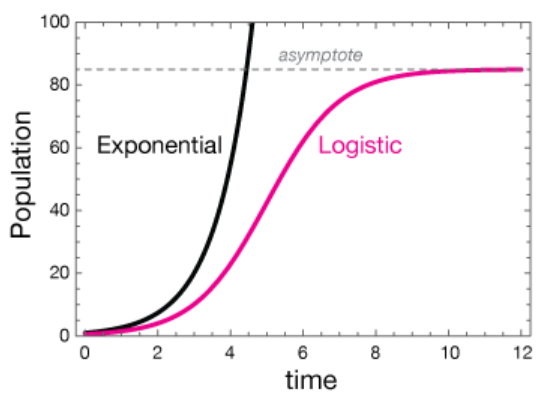 100
asymptote
80
Exponential
Logistic
60
40
20
0
Population
0 2 4 6 8 10 12
time